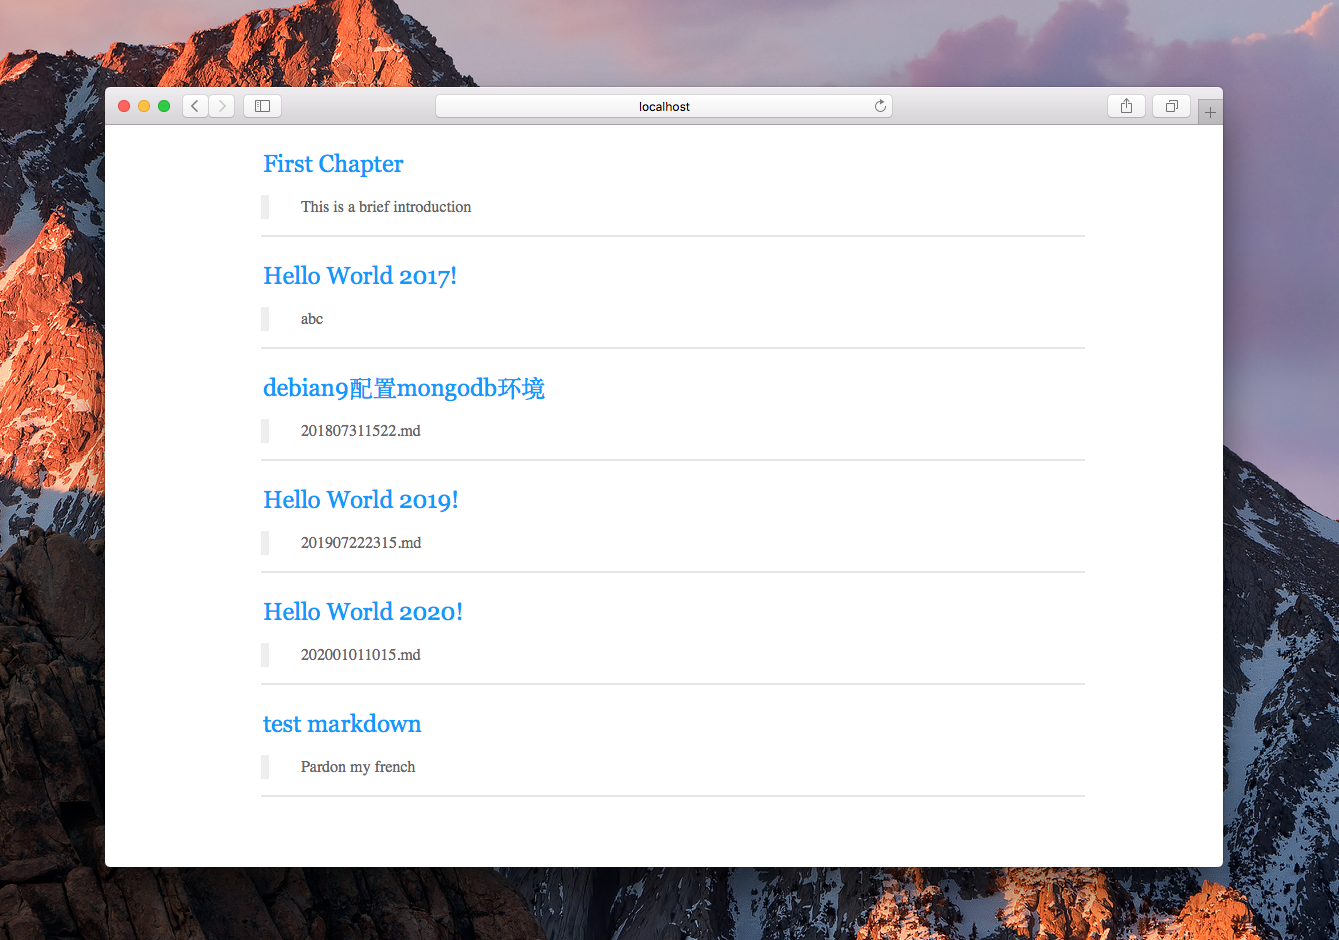 localhost
First Chapter
This is a brief introduction
Hello World 2017!
abc
debian9配置mongodb环境
201807311522.md
Hello World 2019!
201907222315.md
Hello World 2020!
202001011015.md
test markdown
Pardon my french